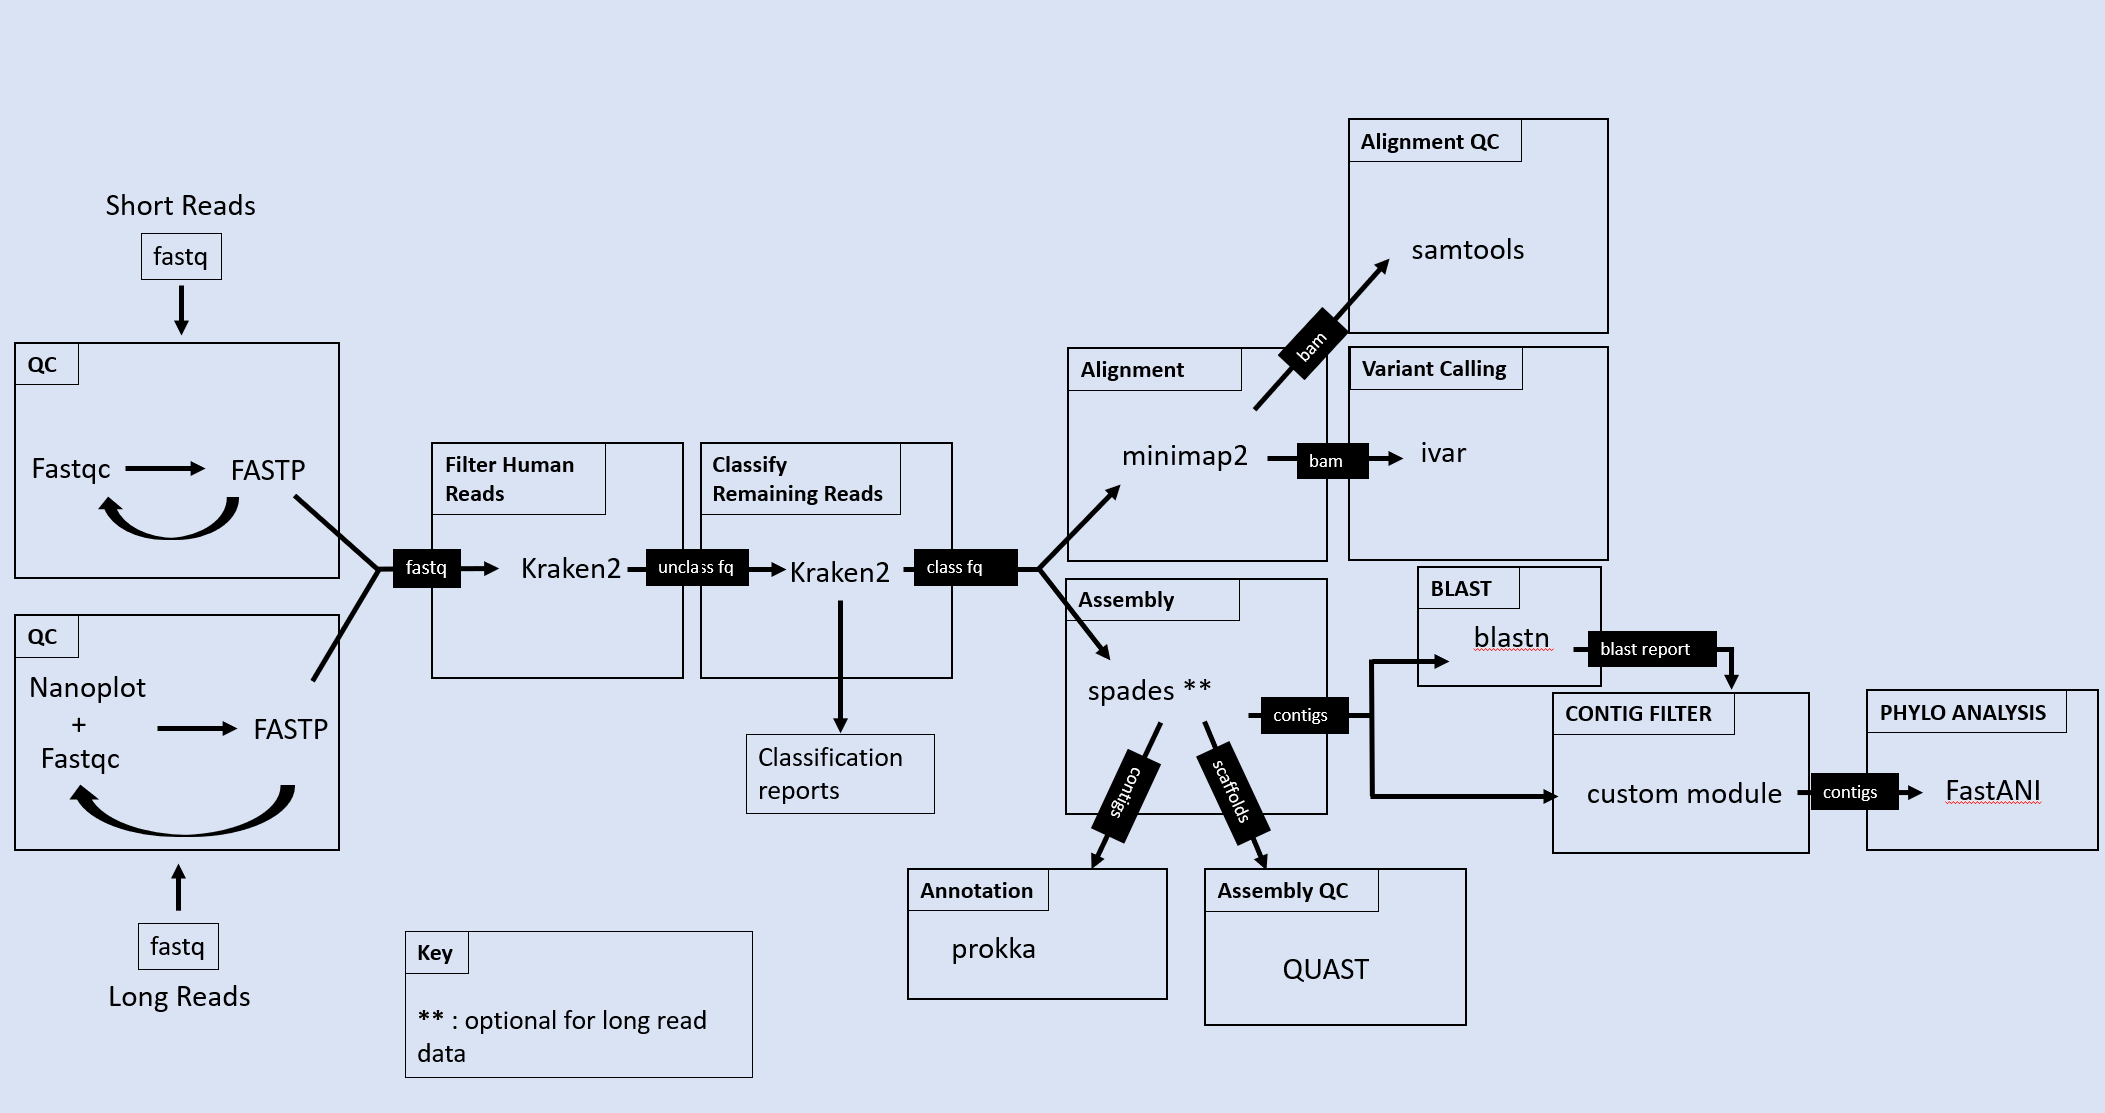 Short Reads
fastq
QC
Fastqc
FASTP
QC
Nanoplot
+
Fastqc
FASTP
fastq
Long Reads
fastq
Filter Human
Reads
Kraken2
unclass fq
Classify
Remaining Reads
Kraken2
class fq
Classification
reports
Key
** : optional for long read
data
Alignment
minimap2
bam
Alignment QC
samtools
bam
Variant Calling
ivar
Assembly
spades **
contigs
scaffolds
contigs
Annotation
prokka
Assembly QC
QUAST
BLAST
blastn
blast report
CONTIG FILTER
custom module
contigs
PHYLO ANALYSIS
FastANI